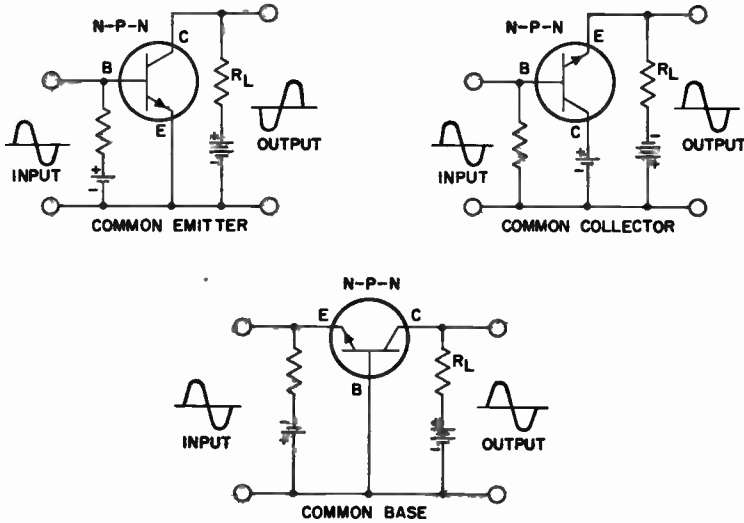 N-P-N
C
B
RL
E
+
-
+
-
INPUT
OUTPUT
COMMON EMITTER
N-P-N
E
B
RL
C
+
-
-
+
INPUT
OUTPUT
COMMON COLLECTOR
N-P-N
E
C
B
RL
-
+
+
-
INPUT
OUTPUT
COMMON BASE